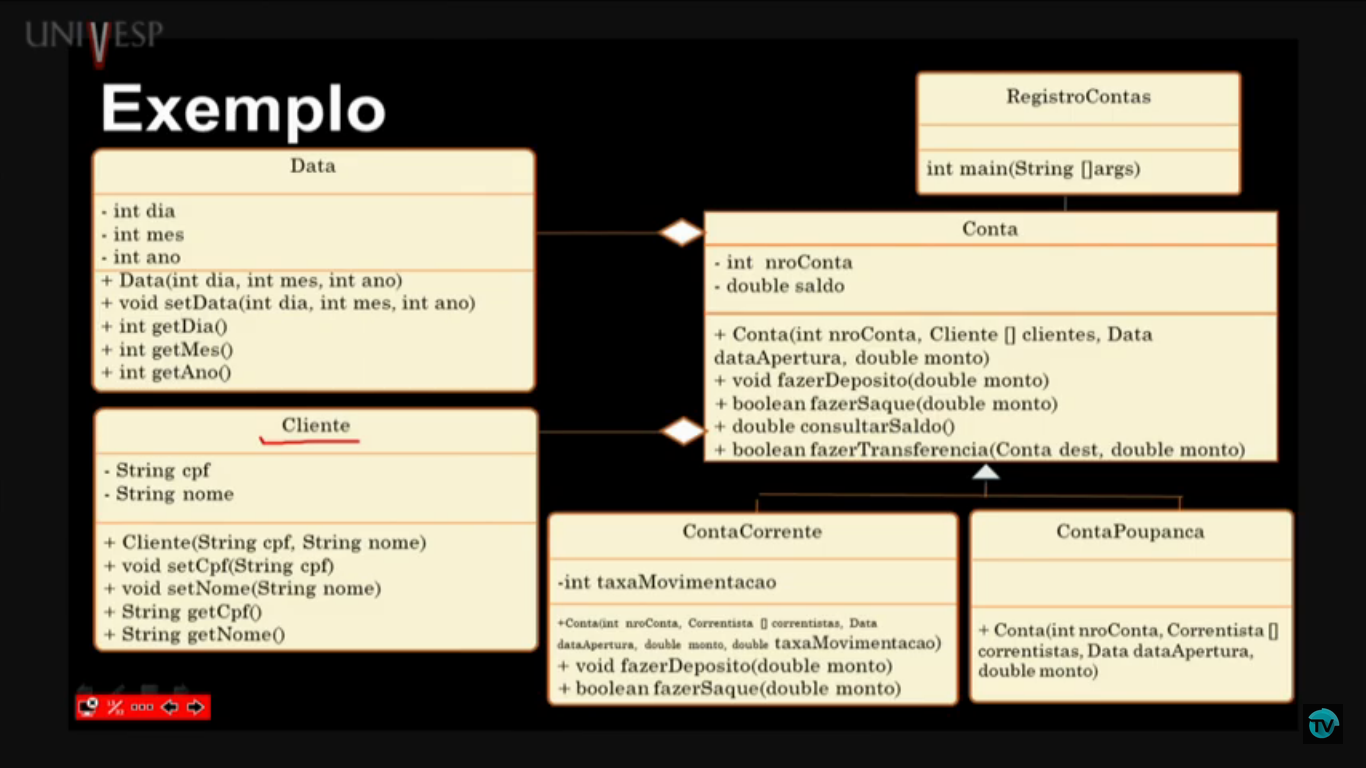 UNIVESP
Exemplo
Data
- int dia
- int mes
- int ano
+ Data(int dia, int mes, int ano)
+ void setData(int dia, int mes, int ano)
+ int getDia()
+ int getMes()
+ int getAno()
Cliente
- String cpf
- String nome
+ Cliente(String cpf, String nome)
+ void setCpf(String cpf)
+ void setNome(String nome)
+ String getCpf()
+ String getNome()
RegistroContas
int main(String []args)
Conta
- int nroConta
- double saldo
+ Conta(int nroConta, Cliente [] clientes, Data
dataApertura, double monto)
+ void fazerDeposito(double monto)
+ boolean fazerSaque(double monto)
+ double consultarSaldo()
+ boolean fazerTransferencia(Conta dest, double monto)
ContaCorrente
-int taxaMovimentacao
+Conta(int nroConta, Correntista [] correntistas, Data
dataApertura, double monto, double taxaMovimentacao)
+ void fazerDeposito(double monto)
+ boolean fazerSaque(double monto)
ContaPoupanca
+ Conta(int nroConta, Correntista []
correntistas, Data dataApertura,
double monto)
TV